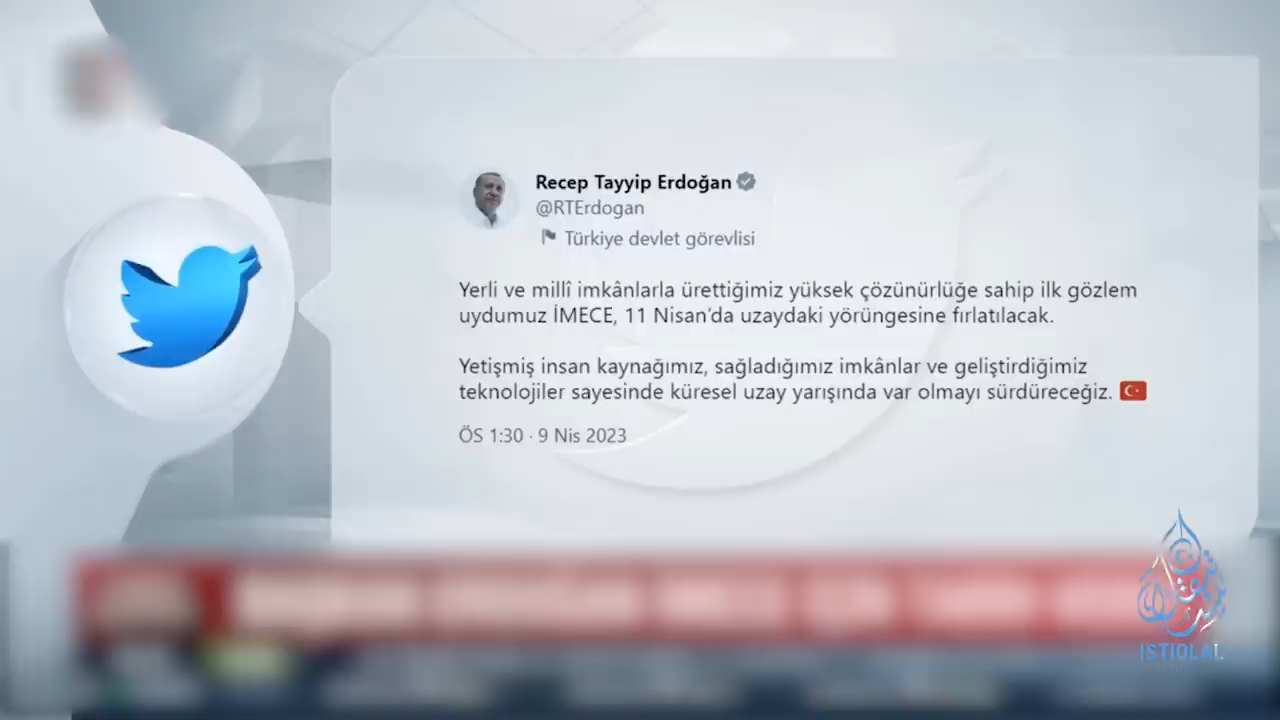 Recep Tayyip Erdoğan
@RTErdogan
Türkiye devlet görevlisi
Yerli ve millî imkânlarla ürettiğimiz yüksek çözünürlüğe sahip ilk gözlem
uydumuz İMECE, 11 Nisan'da uzaydaki yörüngesine fırlatılacak.
Yetişmiş insan kaynağımız, sağladığımız imkânlar ve geliştirdiğimiz
teknolojiler sayesinde küresel uzay yarışında var olmayı sürdüreceğiz.
ÖS 1:30 · 9 Nis 2023
ISTIQLAL